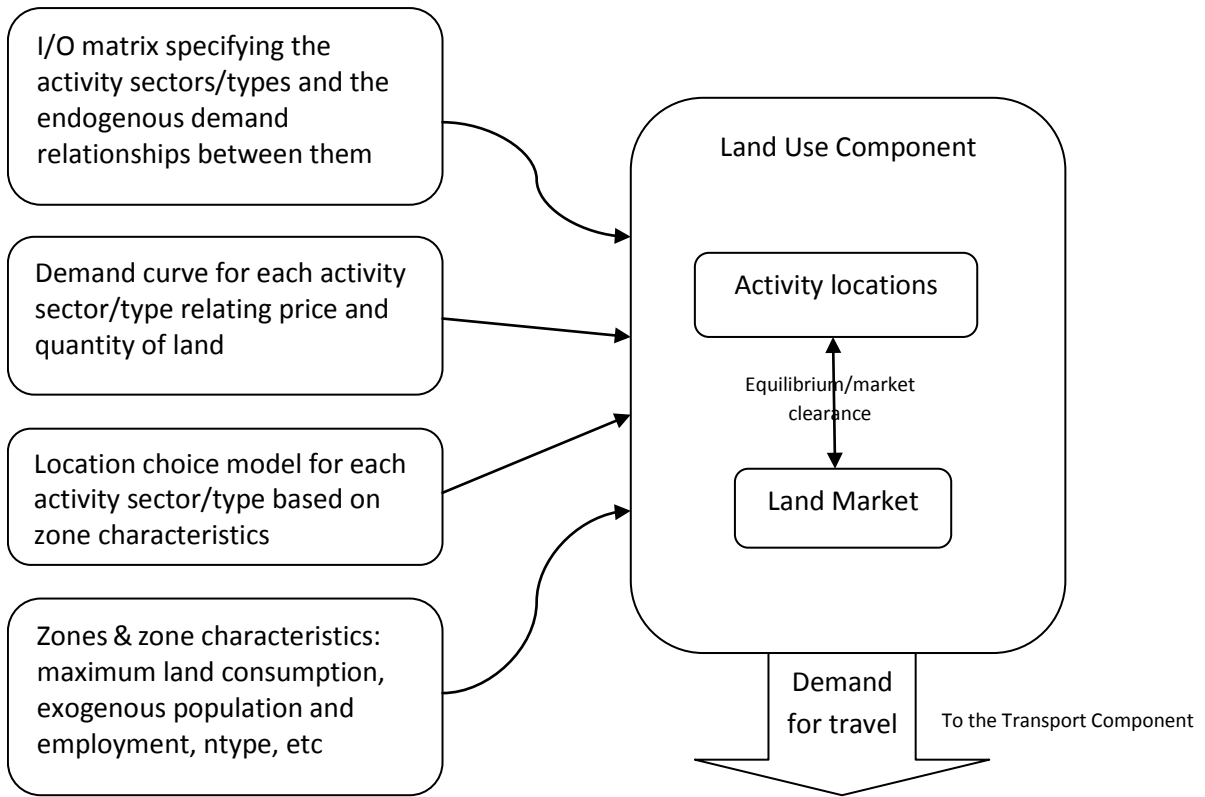 I/O matrix specifying the
activity sectors/types and the
endogenous demand
relationships between them
Demand curve for each activity
sector/type relating price and
quantity of land
Location choice model for each
activity sector/type based on
zone characteristics
Zones & zone characteristics:
maximum land consumption,
exogenous population and
employment, ntype, etc
Land Use Component
Activity locations
Equilibrium/market
clearance
Land Market
Demand
for travel
To the Transport Component